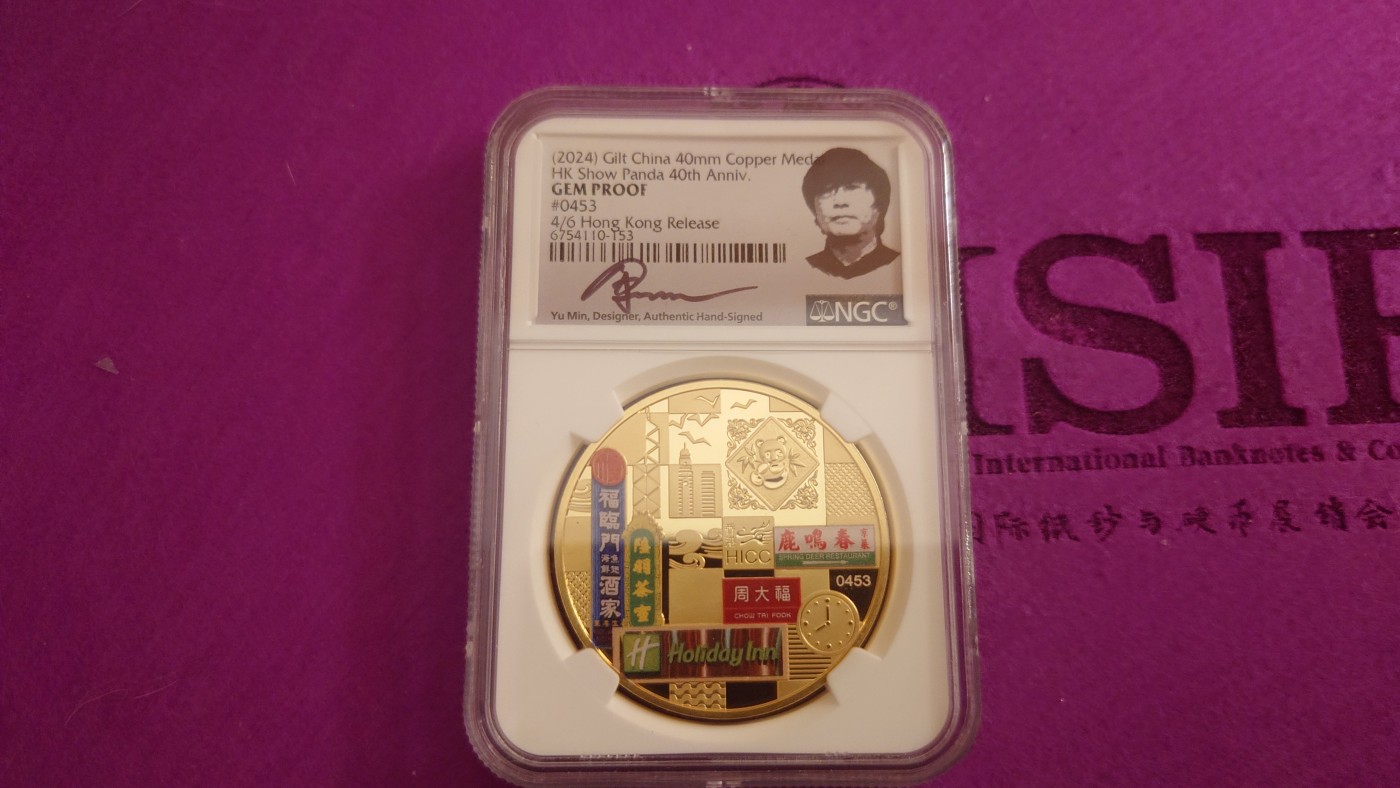 (2024) Gilt China 40mm Copper Medal
HK Show Panda 40th Anniv.
GEM PROOF
#0453
4/6 Hong Kong Release
6754110-153
Yu Min, Designer, Authentic Hand-Signed
NGC®
福臨門
酒家
陸羽茶室
HICC
鹿鳴春
SPRING DEER RESTAURANT
周大福
CHOW TAI FOOK
0453
H Holiday Inn
International Banknotes & Co
际纸钞与硬币展销会